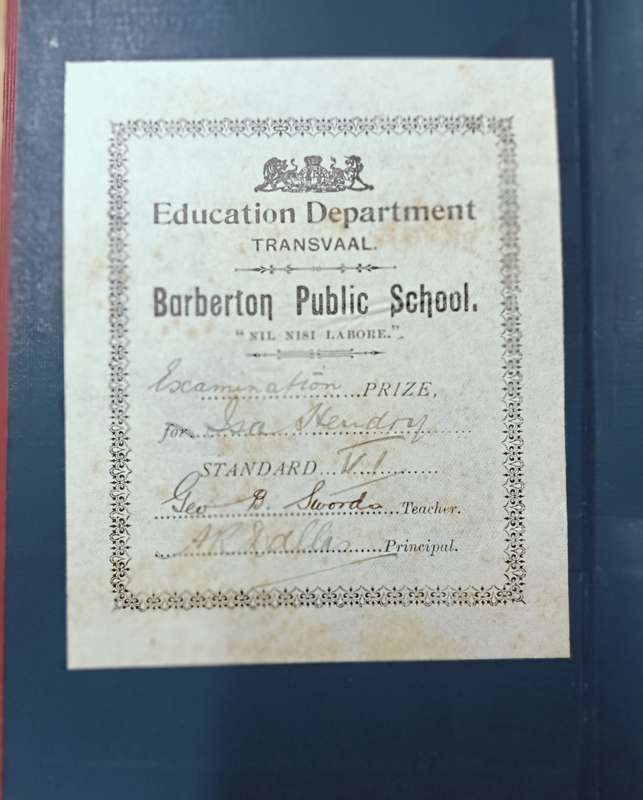 Education Department
TRANSVAAL.
Barberton Public School.
"NIL NISI LABORE."
Examination PRIZE,
for Isa Hendry
STANDARD VI
Geo B. Swords Teacher.
Principal.